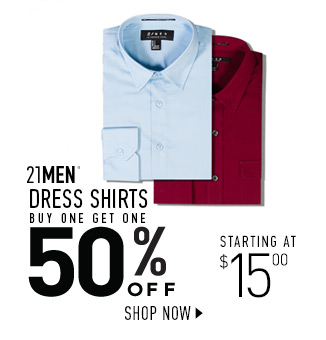 21MEN
DRESS SHIRTS
BUY ONE GET ONE
50% OFF
STARTING AT
$15.00
SHOP NOW